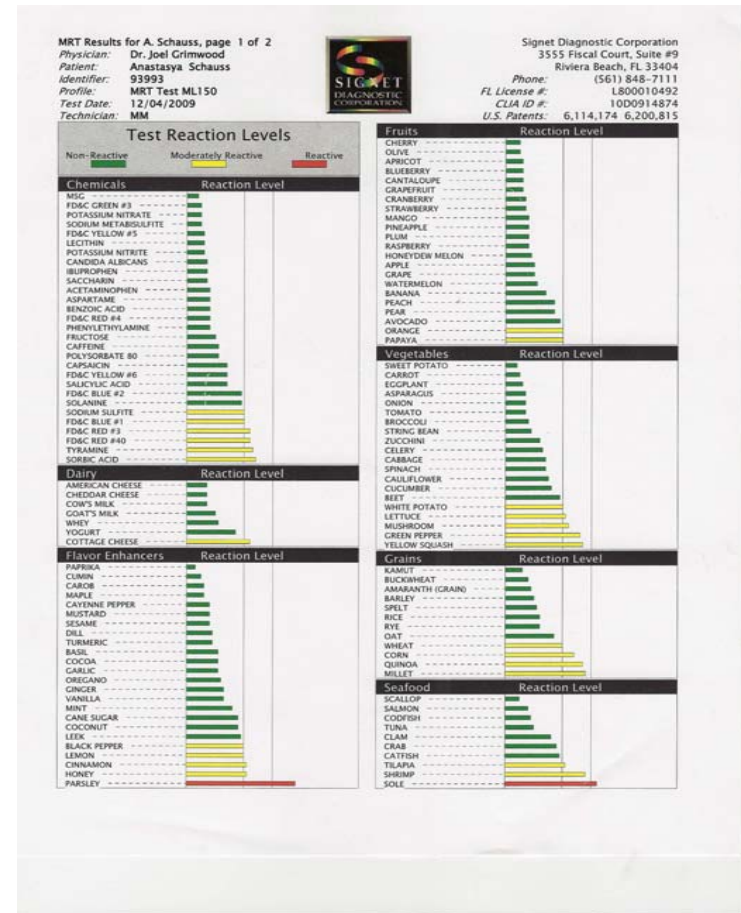 MRT Results for A. Schauss, page 1 of 2
Physician: Dr. Joel Grimwood
Patient: Anastasya Schauss
Identifier: 93993
Profile: MRT Test ML150
Test Date: 12/04/2009
Technician: MM
SIGNET
DIAGNOSTIC
CORPORATION
Signet Diagnostic Corporation
3555 Fiscal Court, Suite #9
Riviera Beach, FL 33404
Phone: (561) 848-7111
FL License #: L800010492
CLIA ID #: 10D0914874
U.S. Patents: 6,114,174 6,200,815
Test Reaction Levels
Non-Reactive Moderately Reactive Reactive
Chemicals Reaction Level
MSG
FD&C GREEN #3
POTASSIUM NITRATE
SODIUM METABISULFITE
FD&C YELLOW #5
LECITHIN
POTASSIUM NITRITE
CANDIDA ALBICANS
IBUPROPHEN
SACCHARIN
ACETAMINOPHEN
ASPARTAME
BENZOIC ACID
FD&C RED #4
PHENYLETHYLAMINE
FRUCTOSE
CAFFEINE
POLYSORBATE 80
CAPSAICIN
FD&C YELLOW #6
SALICYLIC ACID
FD&C BLUE #2
SOLANINE
SODIUM SULFITE
FD&C BLUE #1
FD&C RED #3
FD&C RED #40
TYRAMINE
SORBIC ACID
Dairy Reaction Level
AMERICAN CHEESE
CHEDDAR CHEESE
COW'S MILK
GOAT'S MILK
WHEY
YOGURT
COTTAGE CHEESE
Flavor Enhancers Reaction Level
PAPRIKA
CUMIN
CAROB
MAPLE
CAYENNE PEPPER
MUSTARD
SESAME
DILL
TURMERIC
BASIL
COCOA
GARLIC
OREGANO
GINGER
VANILLA
MINT
CANE SUGAR
COCONUT
LEEK
BLACK PEPPER
LEMON
CINNAMON
HONEY
PARSLEY
Fruits Reaction Level
CHERRY
OLIVE
APRICOT
BLUEBERRY
CANTALOUPE
GRAPEFRUIT
CRANBERRY
STRAWBERRY
MANGO
PINEAPPLE
PLUM
RASPBERRY
HONEYDEW MELON
APPLE
GRAPE
WATERMELON
BANANA
PEACH
PEAR
AVOCADO
ORANGE
PAPAYA
Vegetables Reaction Level
SWEET POTATO
CARROT
EGGPLANT
ASPARAGUS
ONION
TOMATO
BROCCOLI
STRING BEAN
ZUCCHINI
CELERY
CABBAGE
SPINACH
CAULIFLOWER
CUCUMBER
BEET
WHITE POTATO
LETTUCE
MUSHROOM
GREEN PEPPER
YELLOW SQUASH
Grains Reaction Level
KAMUT
BUCKWHEAT
AMARANTH (GRAIN)
BARLEY
SPELT
RICE
RYE
OAT
WHEAT
CORN
QUINOA
MILLET
Seafood Reaction Level
SCALLOP
SALMON
CODFISH
TUNA
CLAM
CRAB
CATFISH
TILAPIA
SHRIMP
SOLE